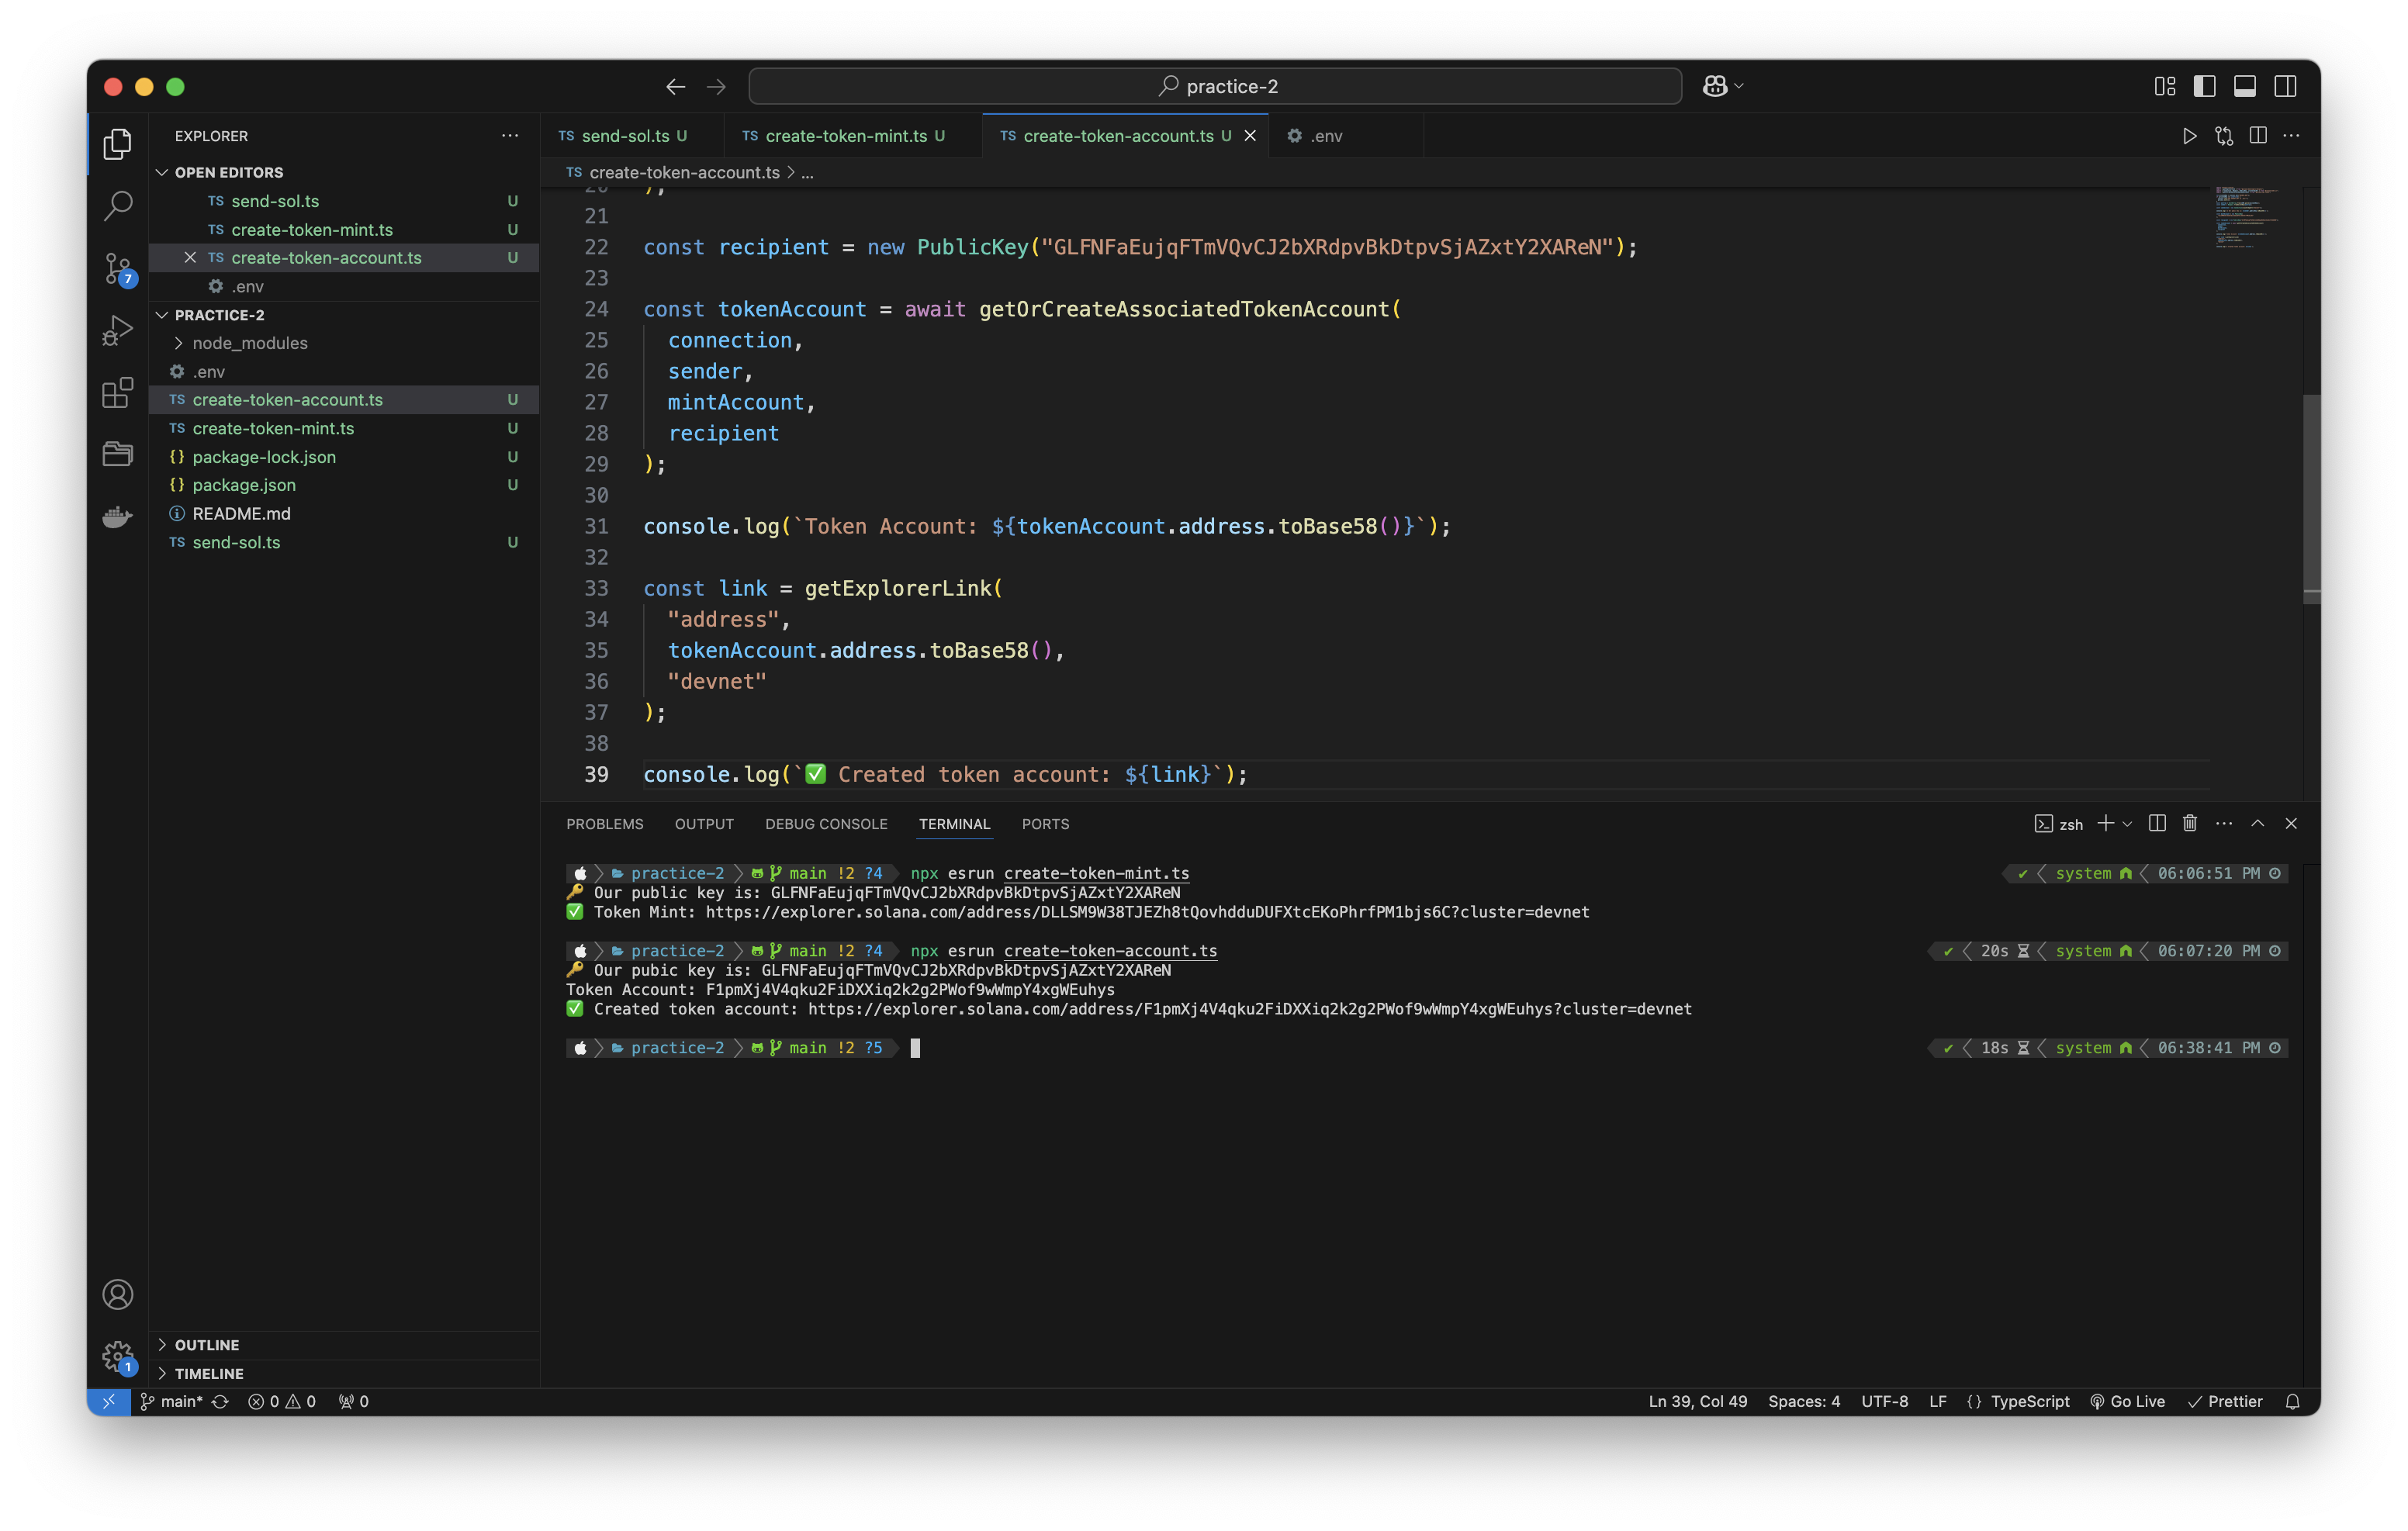 practice-2
EXPLORER
OPEN EDITORS
TS send-sol.ts U
TS create-token-mint.ts U
TS create-token-account.ts U
.env
PRACTICE-2
node_modules
.env
TS create-token-account.ts U
TS create-token-mint.ts U
{} package-lock.json U
{} package.json U
README.md
TS send-sol.ts U
OUTLINE
TIMELINE
7
1
TS send-sol.ts U
TS create-token-mint.ts U
TS create-token-account.ts U
.env
TS create-token-account.ts > ...
20 );
21
22 const recipient = new PublicKey("GLFNFaEujqFTmVQvCJ2bXRdpvBkDtpvSjAZxtY2XAReN");
23
24 const tokenAccount = await getOrCreateAssociatedTokenAccount(
25 connection,
26 sender,
27 mintAccount,
28 recipient
29 );
30
31 console.log(`Token Account: ${tokenAccount.address.toBase58()}`);
32
33 const link = getExplorerLink(
34 "address",
35 tokenAccount.address.toBase58(),
36 "devnet"
37 );
38
39 console.log(`✅ Created token account: ${link}`);
PROBLEMS OUTPUT DEBUG CONSOLE TERMINAL PORTS
zsh
practice-2 main !2 ?4 npx esrun create-token-mint.ts ✔ system 06:06:51 PM
🔑 Our public key is: GLFNFaEujqFTmVQvCJ2bXRdpvBkDtpvSjAZxtY2XAReN
✅ Token Mint: https://explorer.solana.com/address/DLLSM9W38TJEZh8tQovhdduDUFXtcEKoPhrfPM1bjs6C?cluster=devnet
practice-2 main !2 ?4 npx esrun create-token-account.ts ✔ 20s system 06:07:20 PM
🔑 Our pubic key is: GLFNFaEujqFTmVQvCJ2bXRdpvBkDtpvSjAZxtY2XAReN
Token Account: F1pmXj4V4qku2FiDXXiq2k2g2PWof9wWmpY4xgWEuhys
✅ Created token account: https://explorer.solana.com/address/F1pmXj4V4qku2FiDXXiq2k2g2PWof9wWmpY4xgWEuhys?cluster=devnet
practice-2 main !2 ?5 ✔ 18s system 06:38:41 PM
main* 0 0 0
Ln 39, Col 49 Spaces: 4 UTF-8 LF {} TypeScript Go Live Prettier